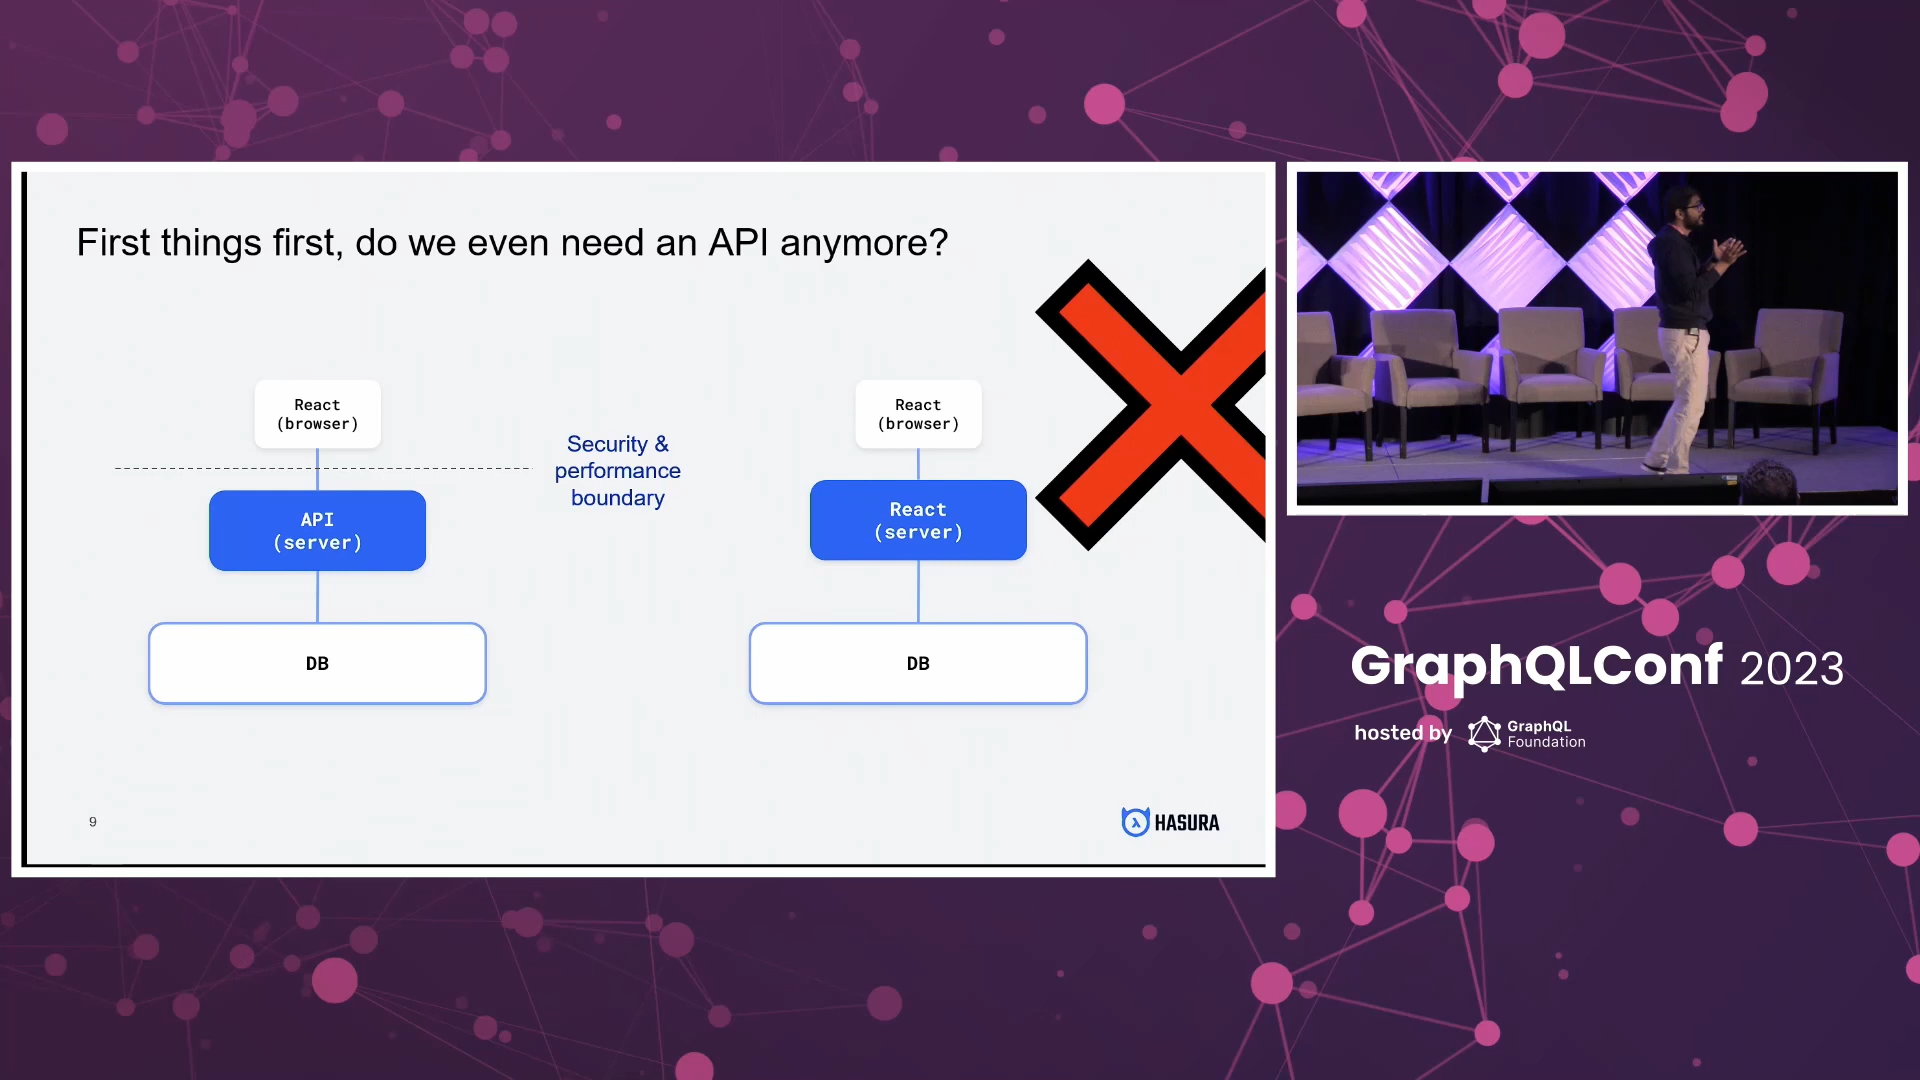 First things first, do we even need an API anymore?
React
(browser)
API
(server)
DB
Security &
performance
boundary
React
(browser)
React
(server)
DB
9
HASURA
GraphQLConf 2023
hosted by
GraphQL
Foundation